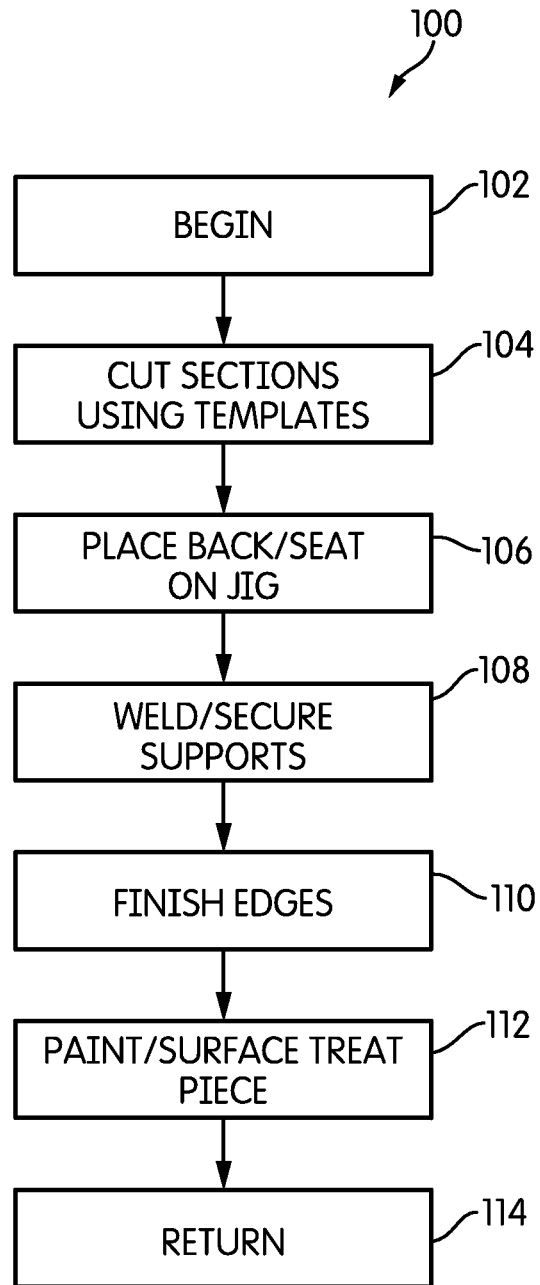 100
BEGIN
102
CUT SECTIONS
USING TEMPLATES
104
PLACE BACK/SEAT
ON JIG
106
WELD/SECURE
SUPPORTS
108
FINISH EDGES
110
PAINT/SURFACE TREAT
PIECE
112
RETURN
114